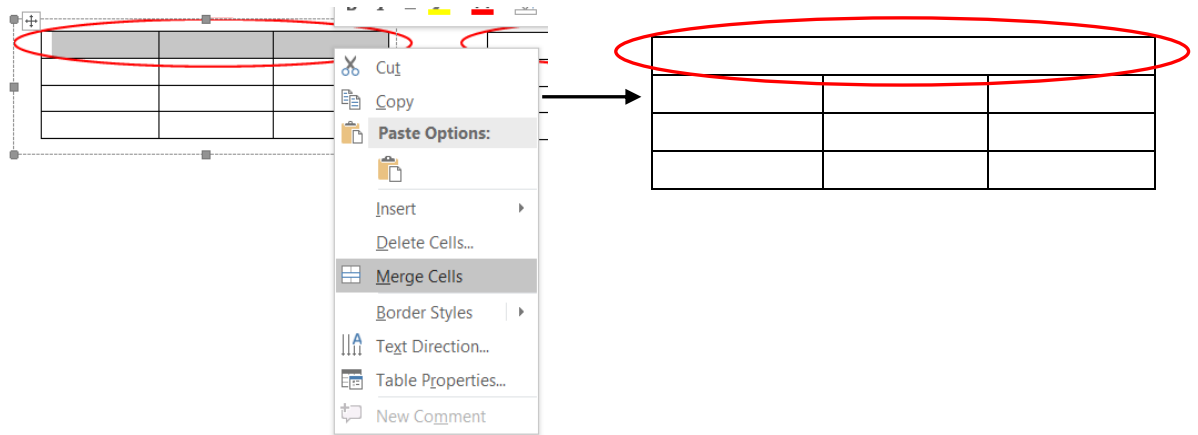 Cut
Copy
Paste Options:
Insert
Delete Cells...
Merge Cells
Border Styles
Text Direction...
Table Properties...
New Comment